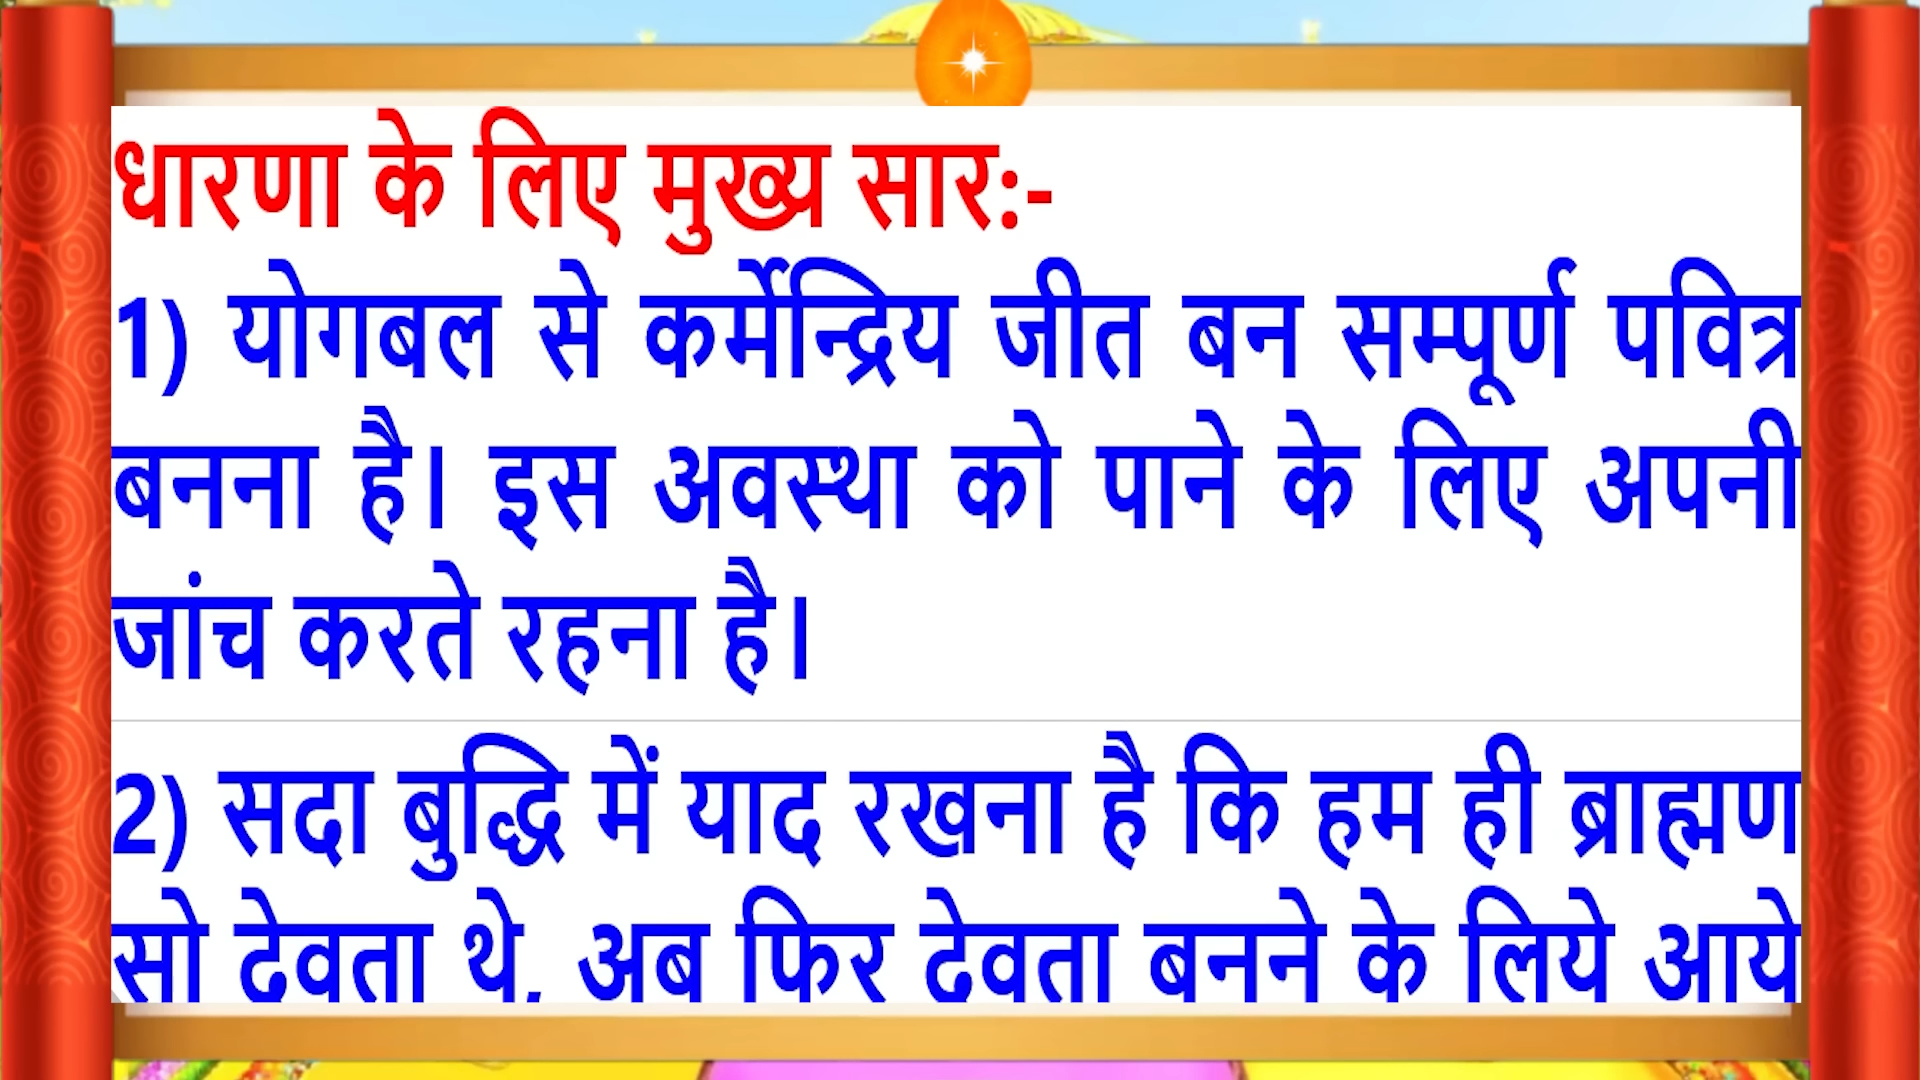 धारणा के लिए मुख्य सार:-
1) योगबल से कर्मेन्द्रिय जीत बन सम्पूर्ण पवित्र
बनना है। इस अवस्था को पाने के लिए अपनी
जांच करते रहना है।
2) सदा बुद्धि में याद रखना है कि हम ही ब्राह्मण
सो देवता थे, अब फिर देवता बनने के लिये आये